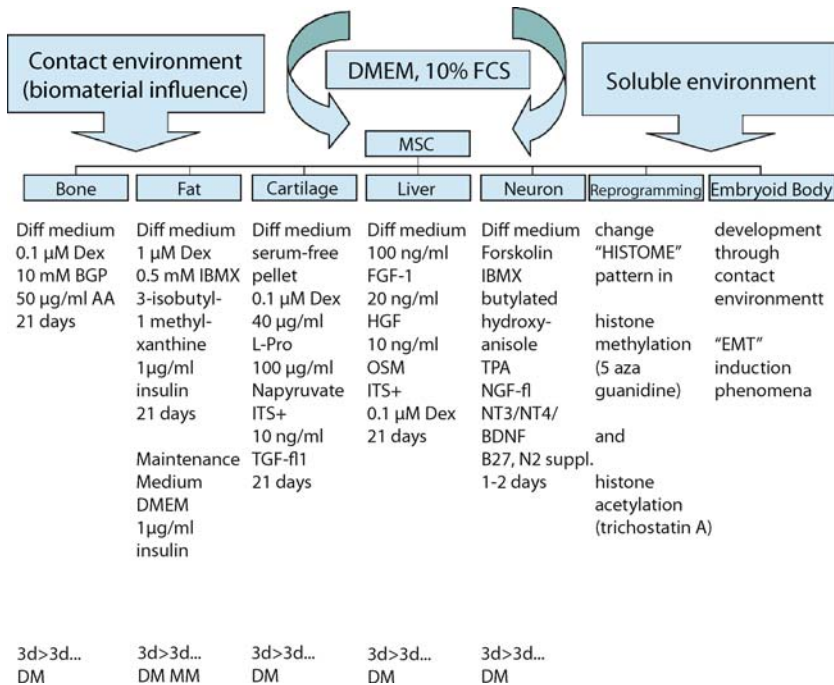 Contact environment
(biomaterial influence)
DMEM, 10% FCS
Soluble environment
MSC
Bone
Diff medium
0.1 µM Dex
10 mM BGP
50 µg/ml AA
21 days
3d>3d...
DM
Fat
Diff medium
1 µM Dex
0.5 mM IBMX
3-isobutyl-
1 methyl-
xanthine
1µg/ml
insulin
21 days
Maintenance
Medium
DMEM
1µg/ml
insulin
3d>3d...
DM MM
Cartilage
Diff medium
serum-free
pellet
0.1 µM Dex
40 µg/ml
L-Pro
100 µg/ml
Napyruvate
ITS+
10 ng/ml
TGF-fl1
21 days
3d>3d...
DM
Liver
Diff medium
100 ng/ml
FGF-1
20 ng/ml
HGF
10 ng/ml
OSM
ITS+
0.1 µM Dex
21 days
3d>3d...
DM
Neuron
Diff medium
Forskolin
IBMX
butylated
hydroxy-
anisole
TPA
NGF-fl
NT3/NT4/
BDNF
B27, N2 suppl.
1-2 days
3d>3d...
DM
Reprogramming
change
“HISTOME”
pattern in
histone
methylation
(5 aza
guanidine)
and
histone
acetylation
(trichostatin A)
Embryoid Body
development
through
contact
environmentt
“EMT”
induction
phenomena